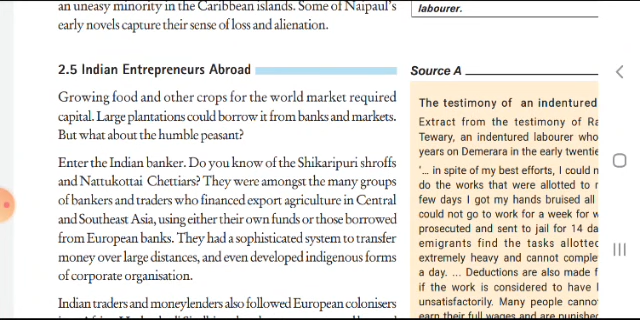 an uneasy minority in the Caribbean islands. Some of Naipaul's
early novels capture their sense of loss and alienation.
2.5 Indian Entrepreneurs Abroad
Growing food and other crops for the world market required
capital. Large plantations could borrow it from banks and markets.
But what about the humble peasant?
Enter the Indian banker. Do you know of the Shikaripuri shroffs
and Nattukottai Chettiars? They were amongst the many groups
of bankers and traders who financed export agriculture in Central
and Southeast Asia, using either their own funds or those borrowed
from European banks. They had a sophisticated system to transfer
money over large distances, and even developed indigenous forms
of corporate organisation.
Indian traders and moneylenders also followed European colonisers
labourer.
Source A
The testimony of an indentured
Extract from the testimony of
Tewary, an indentured labourer who
years on Demerara in the early
'... in spite of my best efforts, I could
do the works that were allotted to
few days I got my hands bruised all
could not go to work for a week for
prosecuted and sent to jail for 14
emigrants find the tasks
extremely heavy and cannot
a day. ... Deductions are also made
if the work is considered to have
unsatisfactorily. Many people
earn their full wages and are